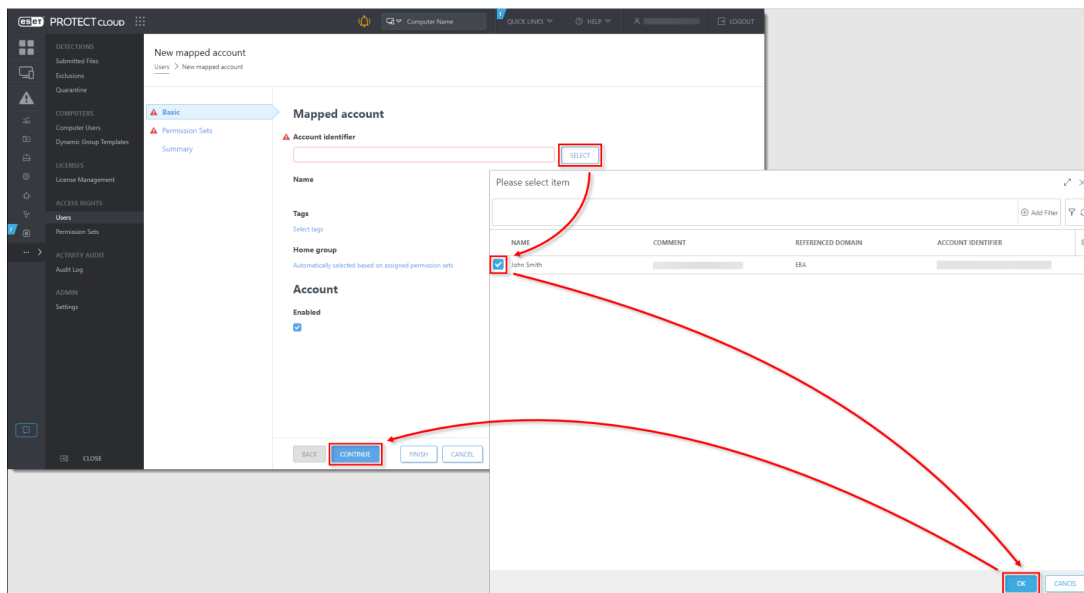 eset PROTECT CLOUD
Computer Name
QUICK LINKS
HELP
LOGOUT
DETECTIONS
Submitted Files
Exclusions
Quarantine
COMPUTERS
Computer Users
Dynamic Group Templates
LICENSES
License Management
ACCESS RIGHTS
Users
Permission Sets
ACTIVITY AUDIT
Audit Log
ADMIN
Settings
CLOSE
New mapped account
Users > New mapped account
Basic
Permission Sets
Summary
Mapped account
Account identifier
SELECT
Name
Tags
Select tags
Home group
Automatically selected based on assigned permission sets
Account
Enabled
BACK CONTINUE FINISH CANCEL
Please select item
Add Filter
NAME COMMENT REFERENCED DOMAIN ACCOUNT IDENTIFIER
John Smith EBA
OK CANCEL